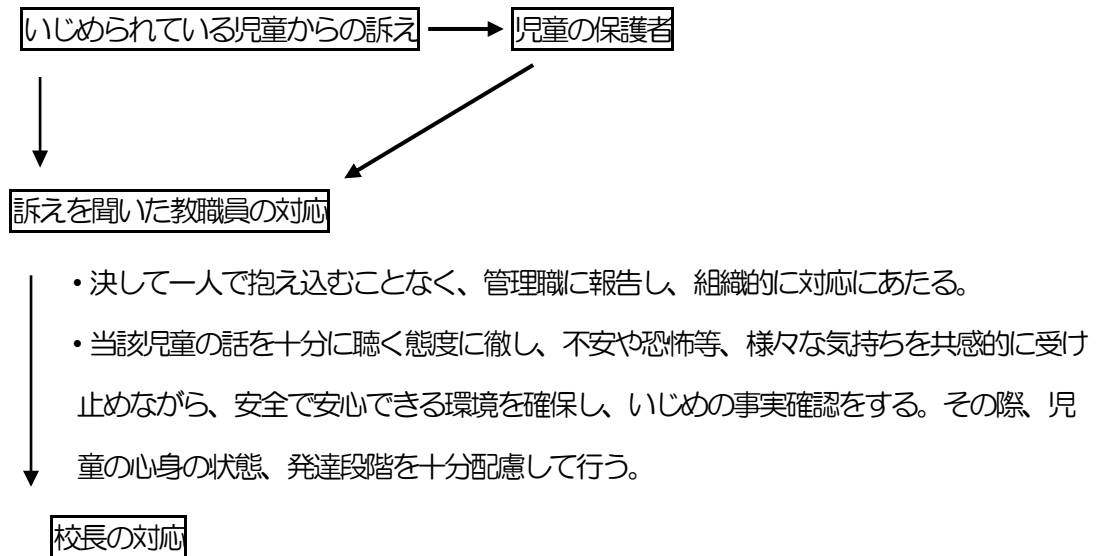 いじめられている児童からの訴え 児童の保護者
訴えを聞いた教職員の対応
・決して一人で抱え込むことなく、管理職に報告し、組織的に対応にあたる。
・当該児童の話を十分に聴く態度に徹し、不安や恐怖等、様々な気持ちを共感的に受け
止めながら、安全で安心できる環境を確保し、いじめの事実確認をする。その際、児
童の心身の状態、発達段階を十分配慮して行う。
校長の対応